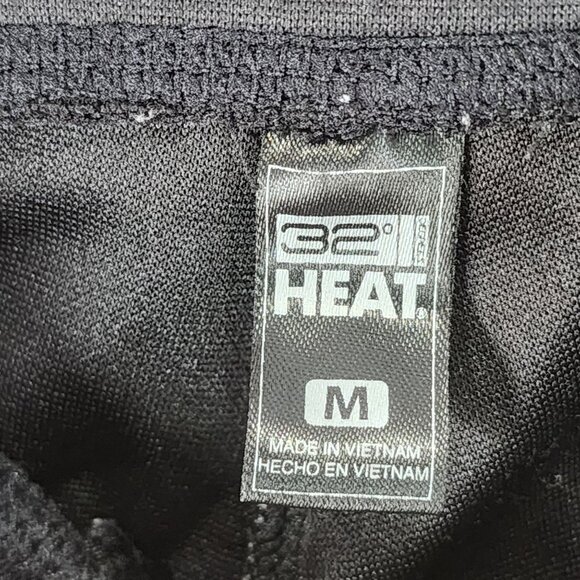 32°
HEAT®
M
MADE IN VIETNAM
HECHO EN VIETNAM